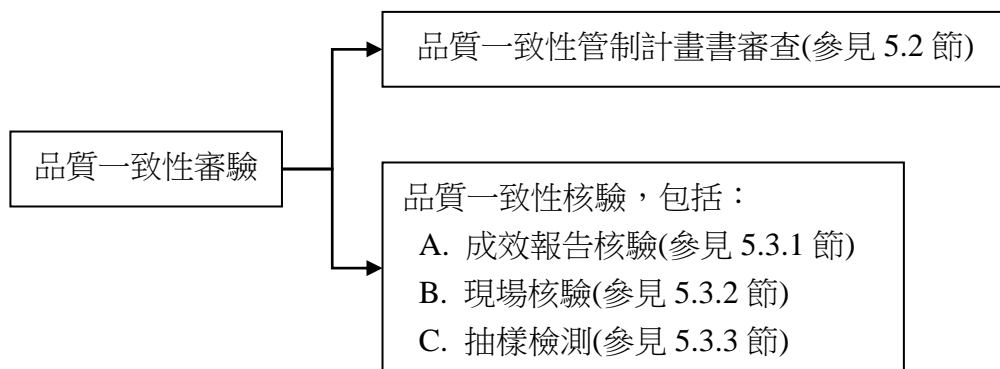 品質一致性管制計畫書審查(參見 5.2 節)
品質一致性審驗
品質一致性核驗，包括：
A. 成效報告核驗(參見 5.3.1 節)
B. 現場核驗(參見 5.3.2 節)
C. 抽樣檢測(參見 5.3.3 節)